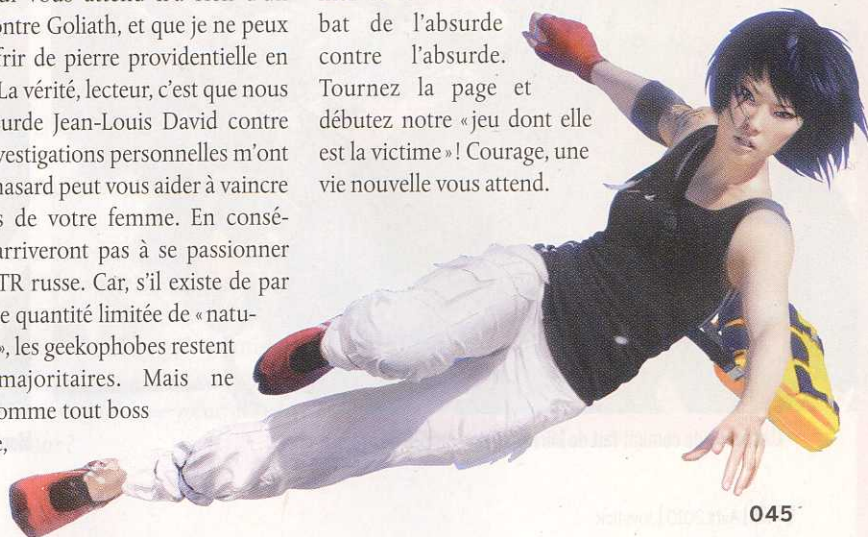 ontre Goliath, et que je ne peux
frir de pierre providentielle en
La vérité, lecteur, c'est que nous
urde Jean-Louis David contre
vestigations personnelles m'ont
hasard peut vous aider à vaincre
s de votre femme. En consé-
arriveront pas à se passionner
TR russe. Car, s'il existe de par
e quantité limitée de « natu-
», les geekophobes restent
majoritaires. Mais ne
omme tout boss
e,
bat de l'absurde
contre l'absurde.
Tournez la page et
débutez notre « jeu dont elle
est la victime » ! Courage, une
vie nouvelle vous attend.
045